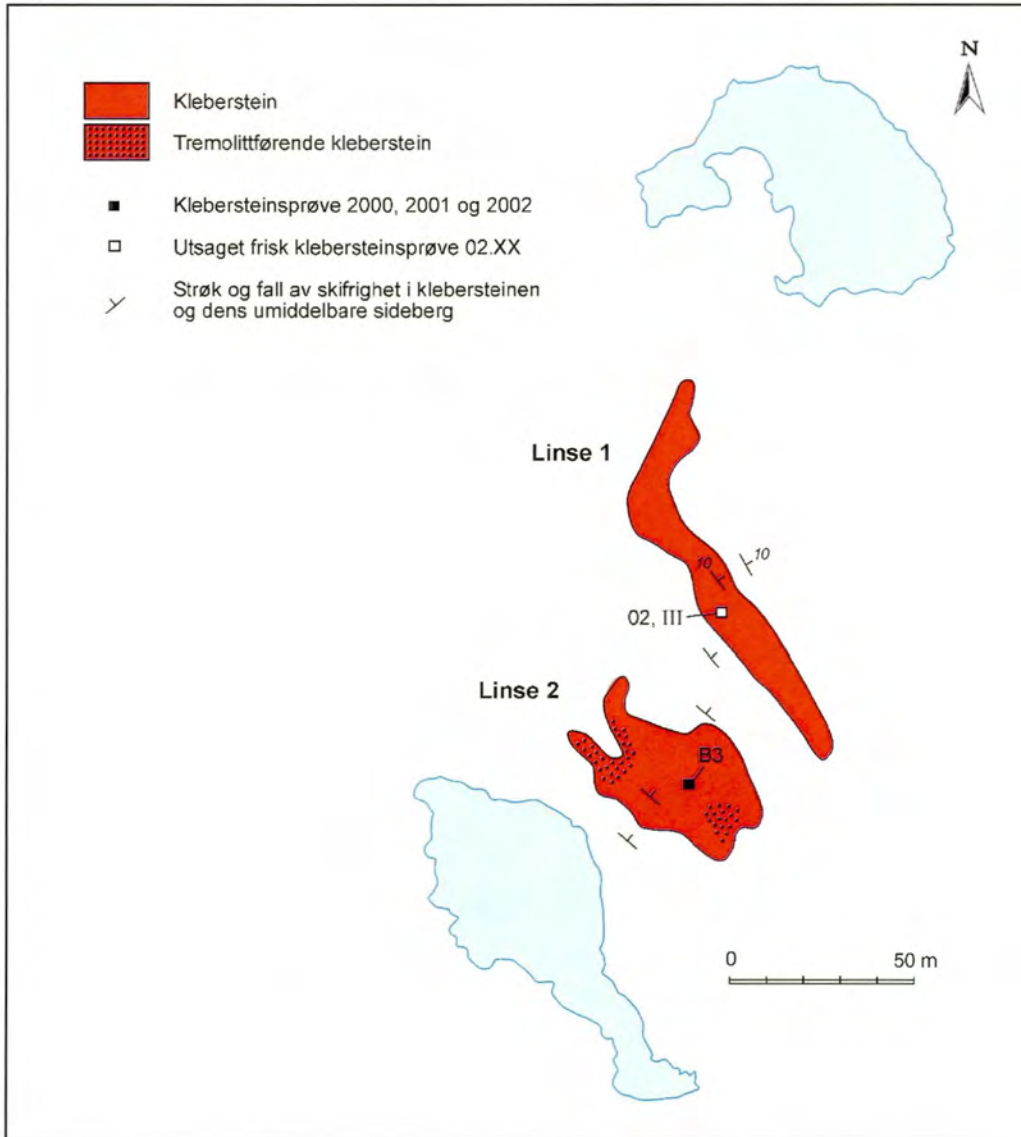 N
Kleberstein
Tremolittførende kleberstein
Klebersteinsprøve 2000, 2001 og 2002
Utsaget frisk klebersteinsprøve 02.XX
Strøk og fall av skifrighet i klebersteinen
og dens umiddelbare sideberg
Linse 1
10
10
02, III
Linse 2
B3
0 50 m